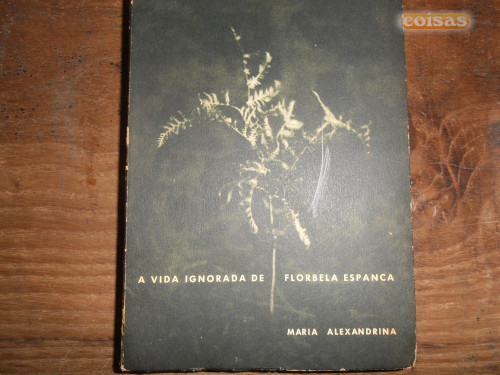 coisas
A VIDA IGNORADA DE FLORBELA ESPANCA
MARIA ALEXANDRINA